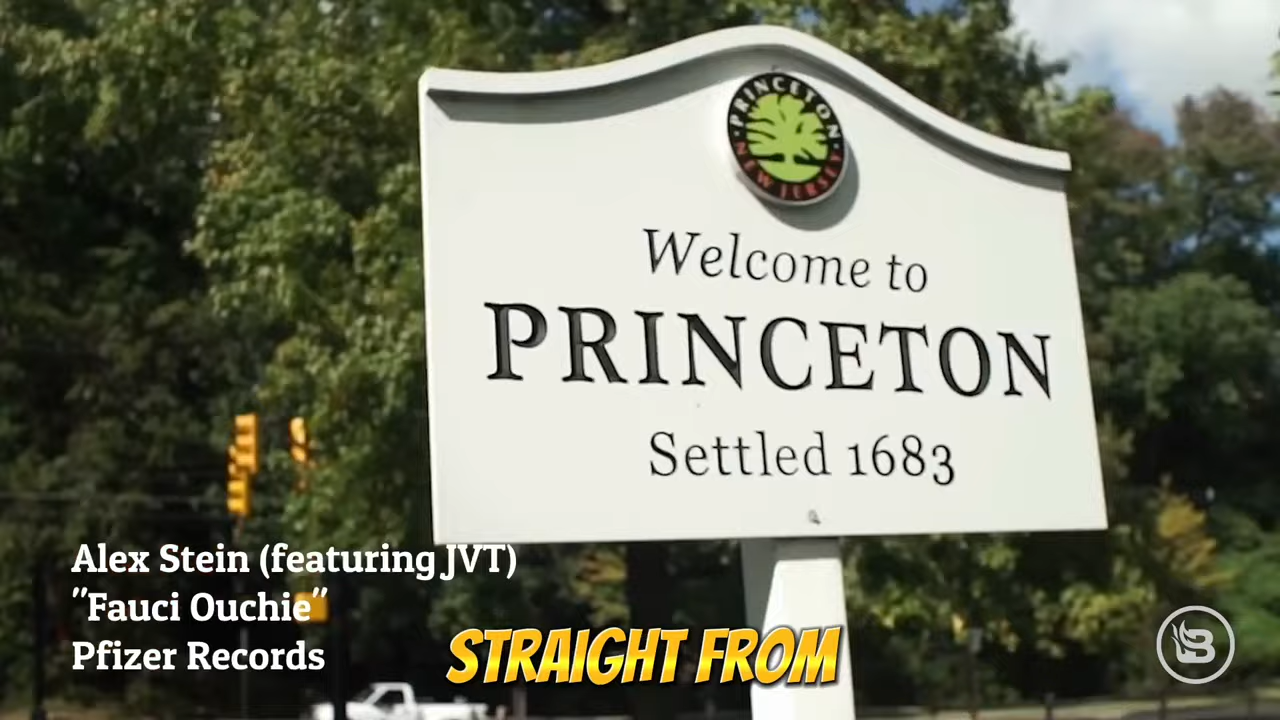 PRINCETON
NEW JERSEY
Welcome to
PRINCETON
Settled 1683
Alex Stein (featuring JVT)
"Fauci Ouchie"
Pfizer Records
STRAIGHT FROM
B